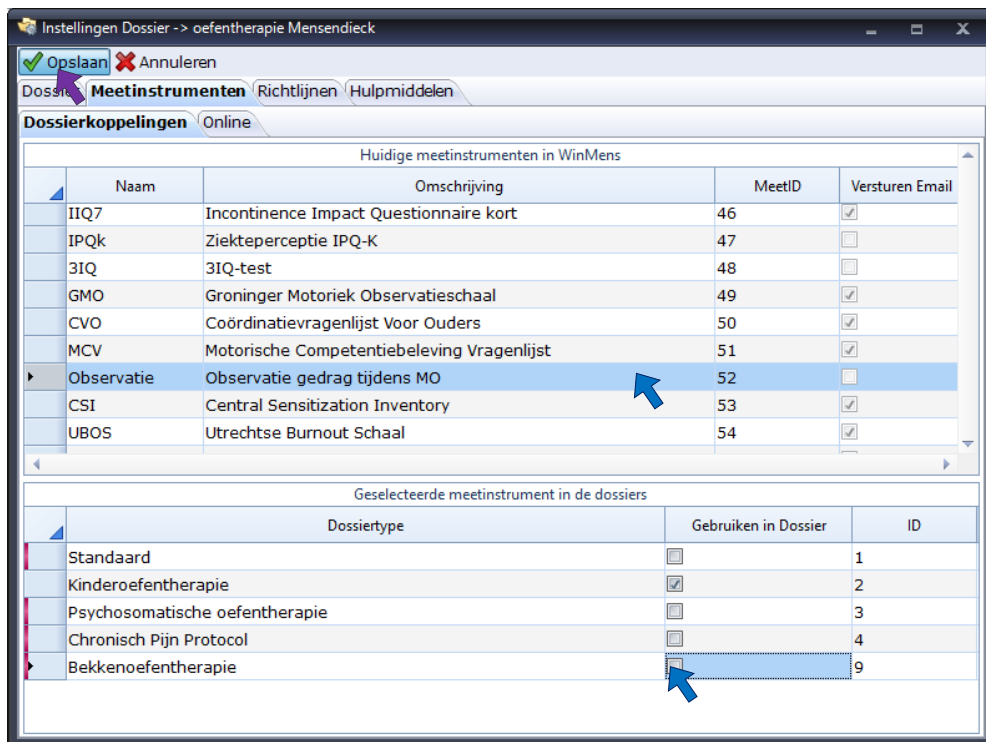 Instellingen Dossier -> oefentherapie Mensendieck
Opslaan Annuleren
Meetinstrumenten Richtlijnen Hulpmiddelen
Dossierkoppelingen Online
Huidige meetinstrumenten in WinMens
Naam Omschrijving MeetID Versturen Email
IIQ7 Incontinence Impact Questionnaire kort 46
IPQk Ziekteperceptie IPQ-K 47
3IQ 3IQ-test 48
GMO Groninger Motoriek Observatieschaal 49
CVO Coördinatievragenlijst Voor Ouders 50
MCV Motorische Competentiebeleving Vragenlijst 51
Observatie Observatie gedrag tijdens MO 52
CSI Central Sensitization Inventory 53
UBOS Utrechtse Burnout Schaal 54
Geselecteerde meetinstrument in de dossiers
Dossiertype Gebruiken in Dossier ID
Standaard 1
Kinderoefentherapie 2
Psychosomatische oefentherapie 3
Chronisch Pijn Protocol 4
Bekkenoefentherapie 9